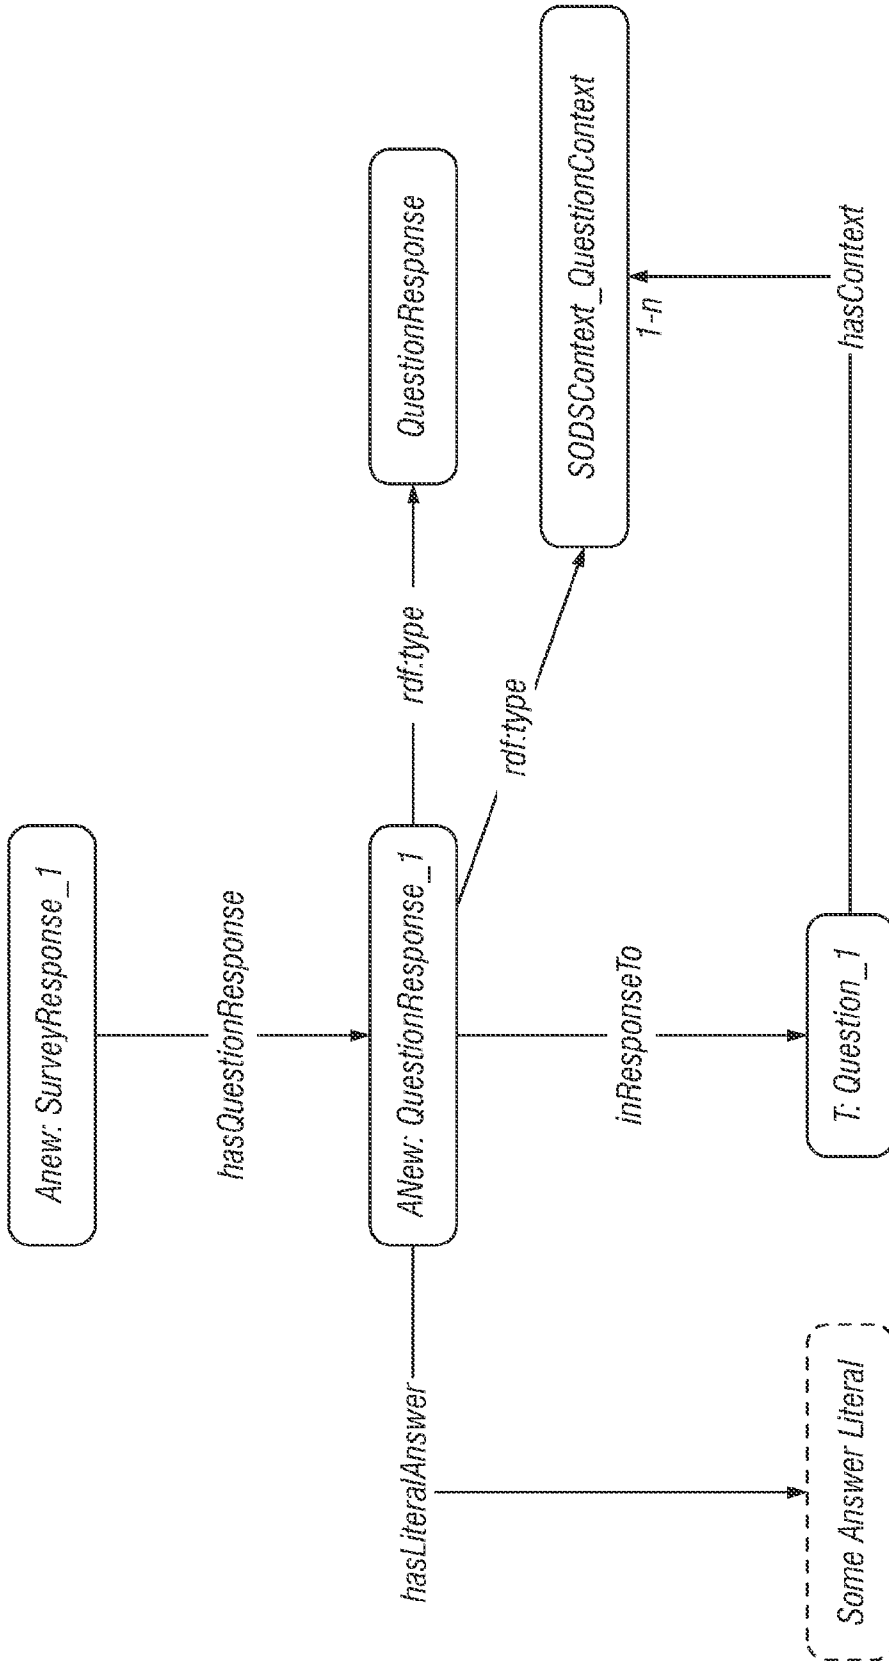 Anew: SurveyResponse_1
hasQuestionResponse
hasLiteralAnswer
ANew: QuestionResponse_1
rdf:type
QuestionResponse
rdf:type
SODSContext_QuestionContext
1-n
inResponseTo
Some Answer Literal
T: Question_1
hasContext